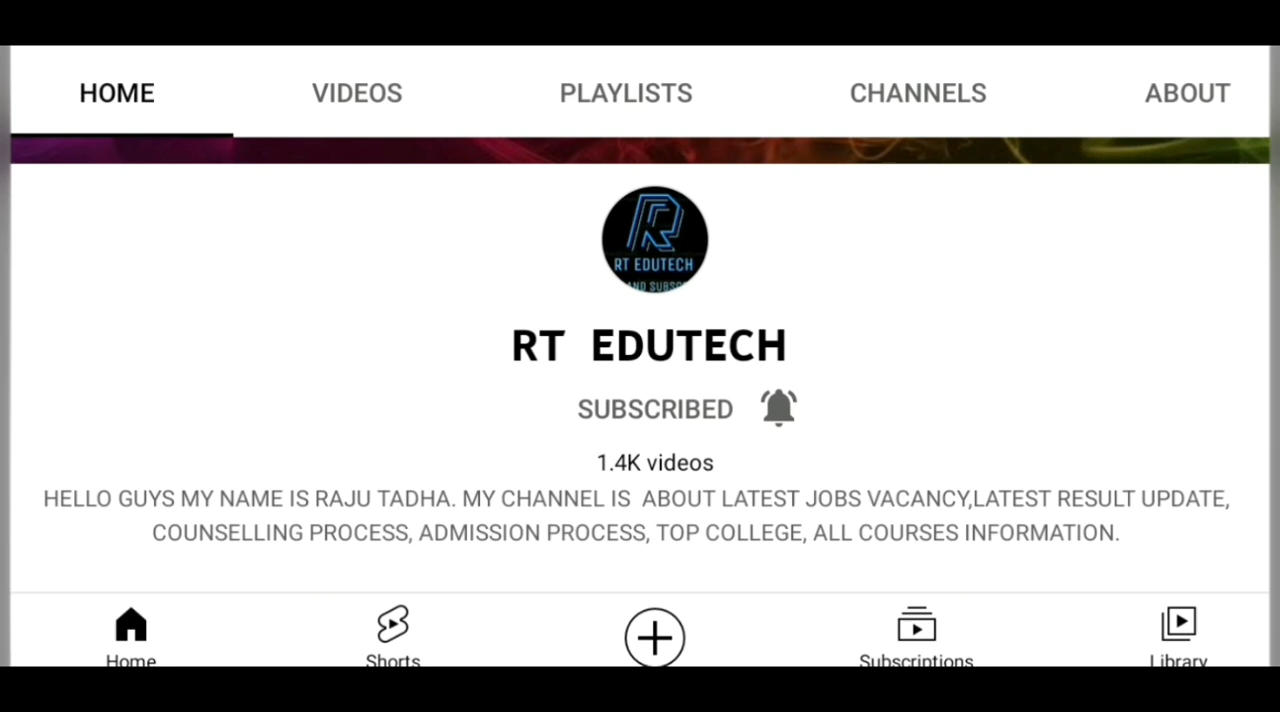 HOME VIDEOS PLAYLISTS CHANNELS ABOUT
RT EDUTECH
RT EDUTECH
SUBSCRIBED
1.4K videos
HELLO GUYS MY NAME IS RAJU TADHA. MY CHANNEL IS ABOUT LATEST JOBS VACANCY,LATEST RESULT UPDATE,
COUNSELLING PROCESS, ADMISSION PROCESS, TOP COLLEGE, ALL COURSES INFORMATION.
Home Shorts Subscriptions Library